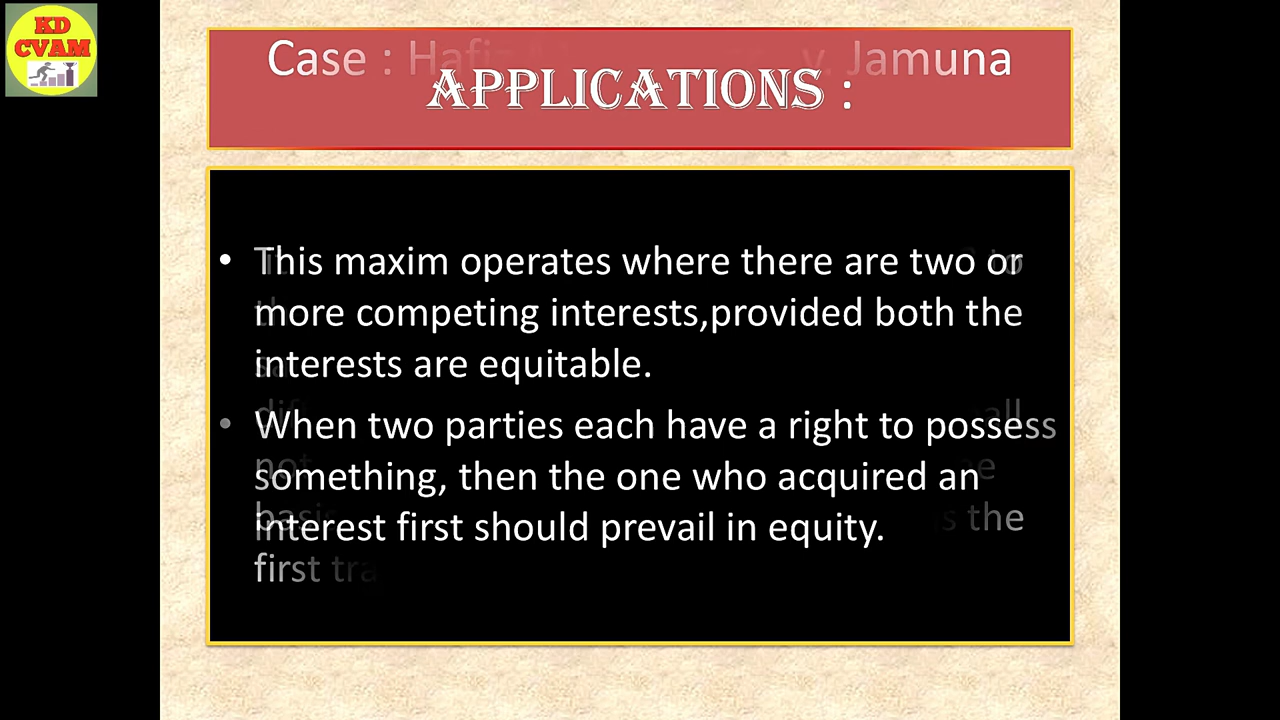 KD
CVAM
Case : v. Jamuna
APPLICATIONS :
• This maxim operates where there are two or
more competing interests,provided both the
interests are equitable.
• When two parties each have a right to possess
something, then the one who acquired an
interest first should prevail in equity.
the
first